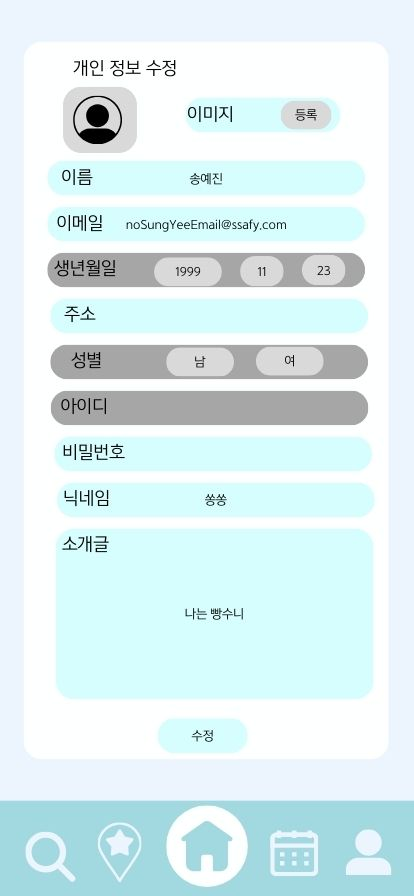 개인 정보 수정
이미지 등록
이름 송예진
이메일 noSungYeeEmail@ssafy.com
생년월일 1999 11 23
주소
성별 남 여
아이디
비밀번호
닉네임 쏭쏭
소개글
나는 빵수니
수정